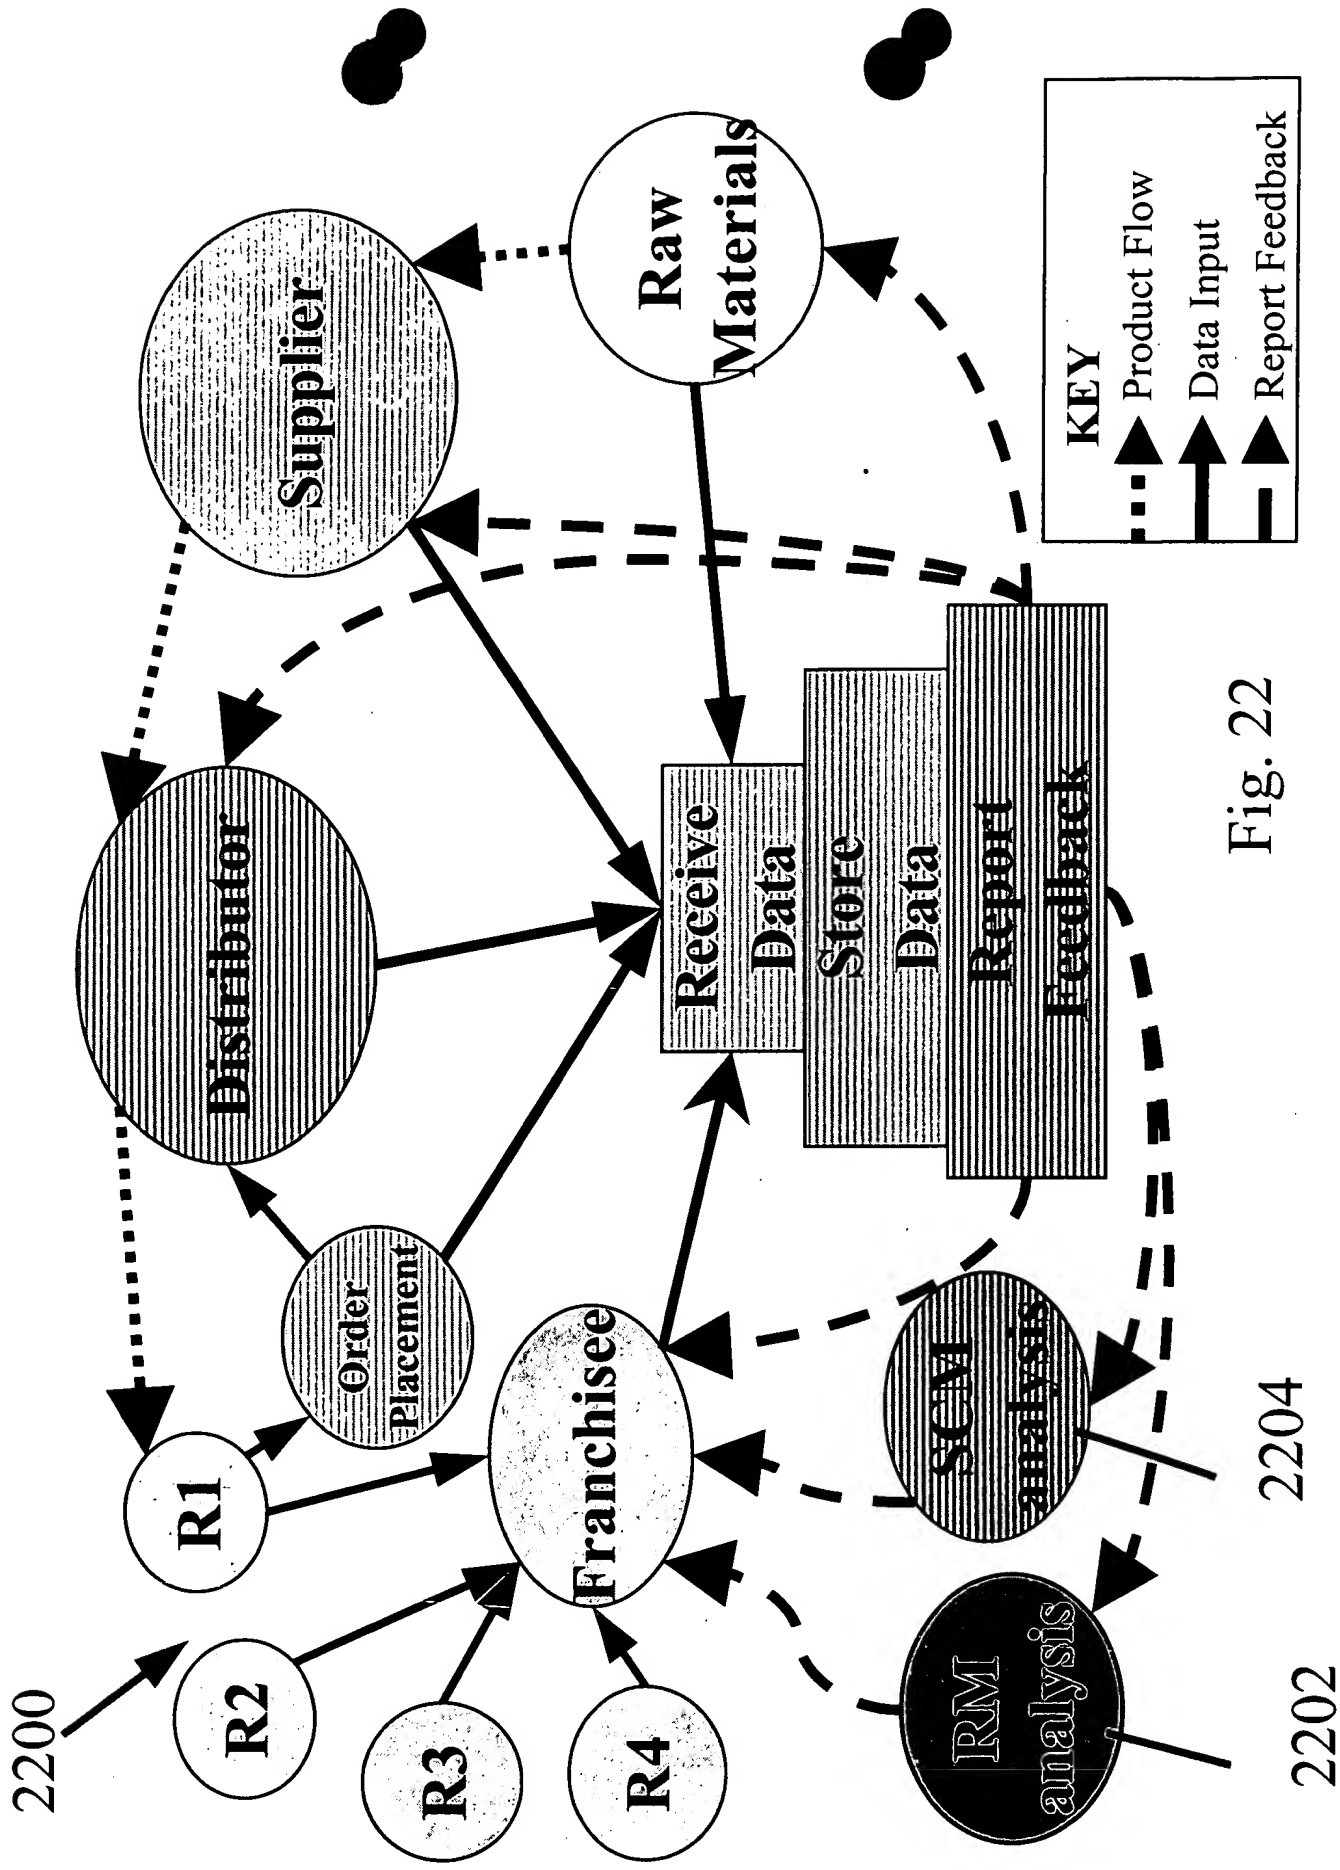 2200
R1
R2
R3
R4
Order
Placement
Distributor
Supplier
Franchisee
Raw
Materials
Receive
Data
Store
Data
Report
Feedback
SCM
analysis
RM
analysis
2204
2202
KEY
Product Flow
Data Input
Report Feedback
Fig. 22